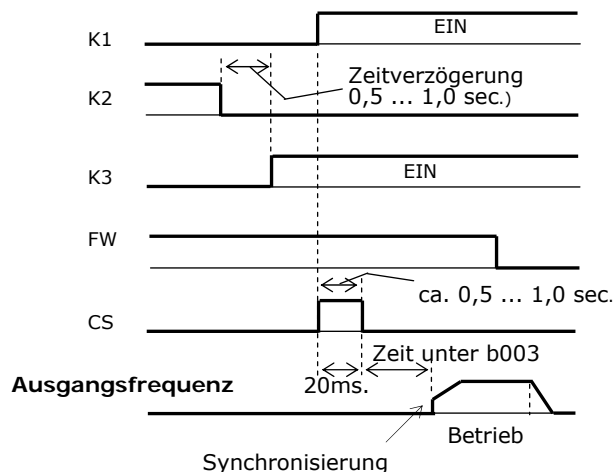 K1
EIN
Zeitverzögerung
0,5 ... 1,0 sec.)
K2
K3
EIN
FW
ca. 0,5 ... 1,0 sec.
CS
Zeit unter b003
Ausgangsfrequenz
20ms.
Betrieb
Synchronisierung